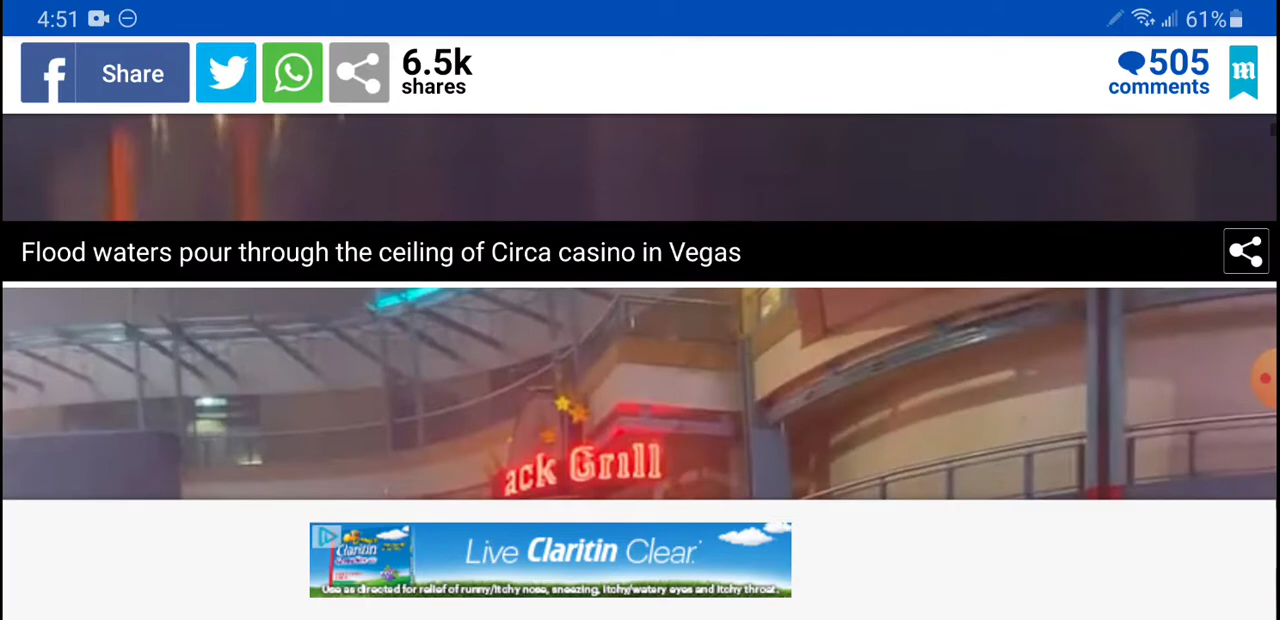 4:51 61%
f Share 6.5k shares 505 comments m
Flood waters pour through the ceiling of Circa casino in Vegas
ack Grill
Claritin
Live Claritin Clear.
Use as directed for relief of runny/itchy nose, sneezing, itchy/watery eyes and itchy throat.